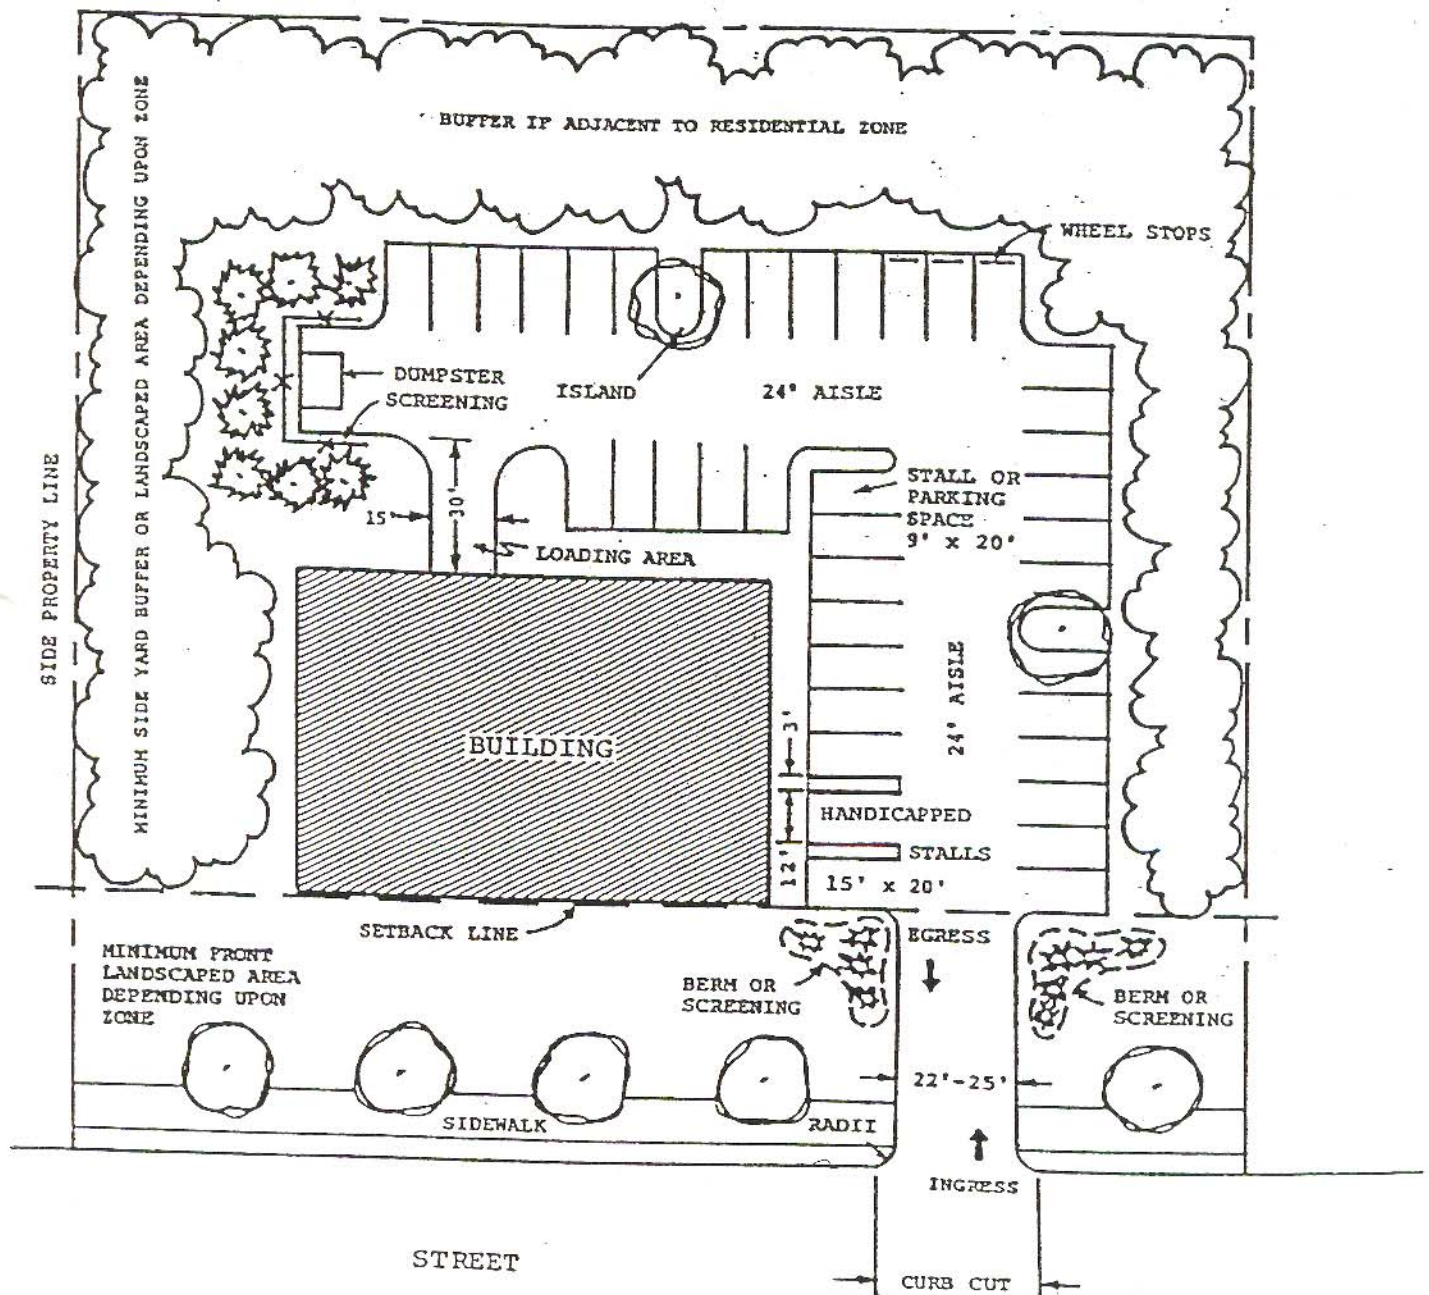 BUFFER IF ADJACENT TO RESIDENTIAL ZONE
MINIMUM SIDE YARD BUFFER OR LANDSCAPED AREA DEPENDING UPON ZONE
SIDE PROPERTY LINE
WHEEL STOPS
DUMPSTER
SCREENING
ISLAND
24' AISLE
STALL OR
PARKING
SPACE
9' x 20'
15'
30'
LOADING AREA
24' AISLE
BUILDING
3'
HANDICAPPED
STALLS
12'
15' x 20'
SETBACK LINE
EGRESS
MINIMUM FRONT
LANDSCAPED AREA
DEPENDING UPON
ZONE
BERM OR
SCREENING
BERM OR
SCREENING
22'-25'
SIDEWALK
RADII
INGRESS
STREET
CURB CUT